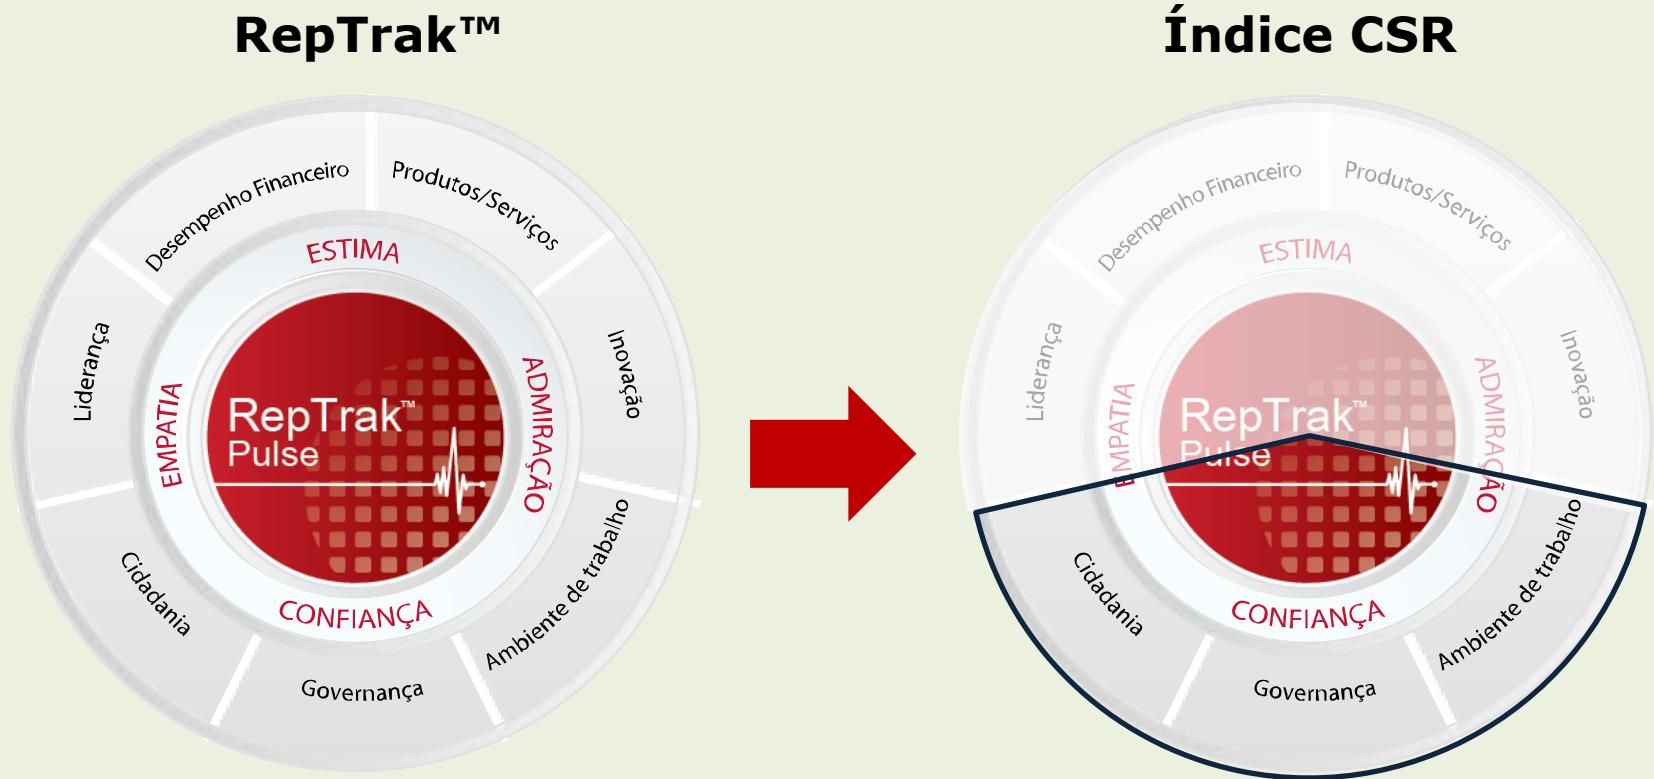 RepTrak™
Desempenho Financeiro
Produtos/Serviços
Liderança
Inovação
ESTIMA
EMPATIA
ADMIRAÇÃO
CONFIANÇA
RepTrak™
Pulse
Cidadania
Governança
Ambiente de trabalho
Índice CSR
Desempenho Financeiro
Produtos/Serviços
Liderança
Inovação
ESTIMA
EMPATIA
ADMIRAÇÃO
CONFIANÇA
RepTrak™
Pulse
Cidadania
Governança
Ambiente de trabalho